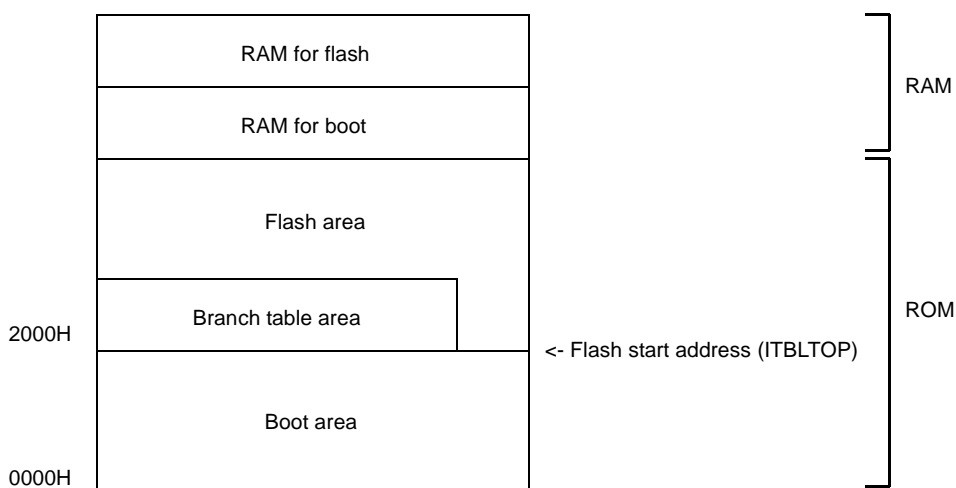 RAM for flash
RAM
RAM for boot
Flash area
Branch table area
ROM
2000H
<- Flash start address (ITBLTOP)
Boot area
0000H